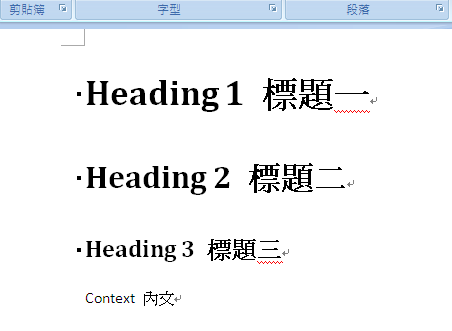 剪貼簿 字型 段落
Heading 1 標題一
Heading 2 標題二
Heading 3 標題三
Context 內文